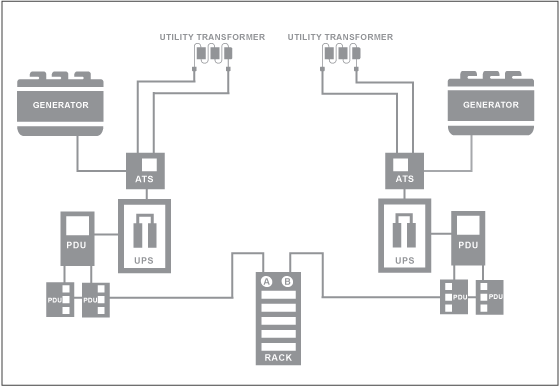 UTILITY TRANSFORMER
UTILITY TRANSFORMER
GENERATOR
GENERATOR
ATS
ATS
PDU
UPS
UPS
PDU
PDU
PDU
A
B
PDU
PDU
RACK